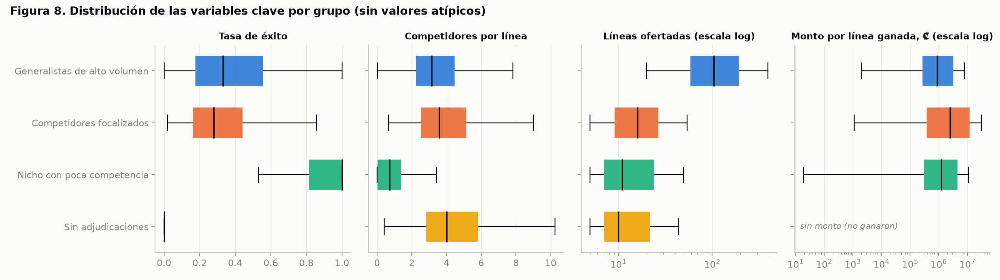 Figura 8. Distribución de las variables clave por grupo (sin valores atípicos)
Tasa de éxito
Competidores por línea
Líneas ofertadas (escala log)
Monto por línea ganada, ₡ (escala log)
Generalistas de alto volumen
Competidores focalizados
Nicho con poca competencia
Sin adjudicaciones
sin monto (no ganaron)
0.0 0.2 0.4 0.6 0.8 1.0
0 2 4 6 8 10
10¹ 10²
10¹ 10² 10³ 10⁴ 10⁵ 10⁶ 10⁷